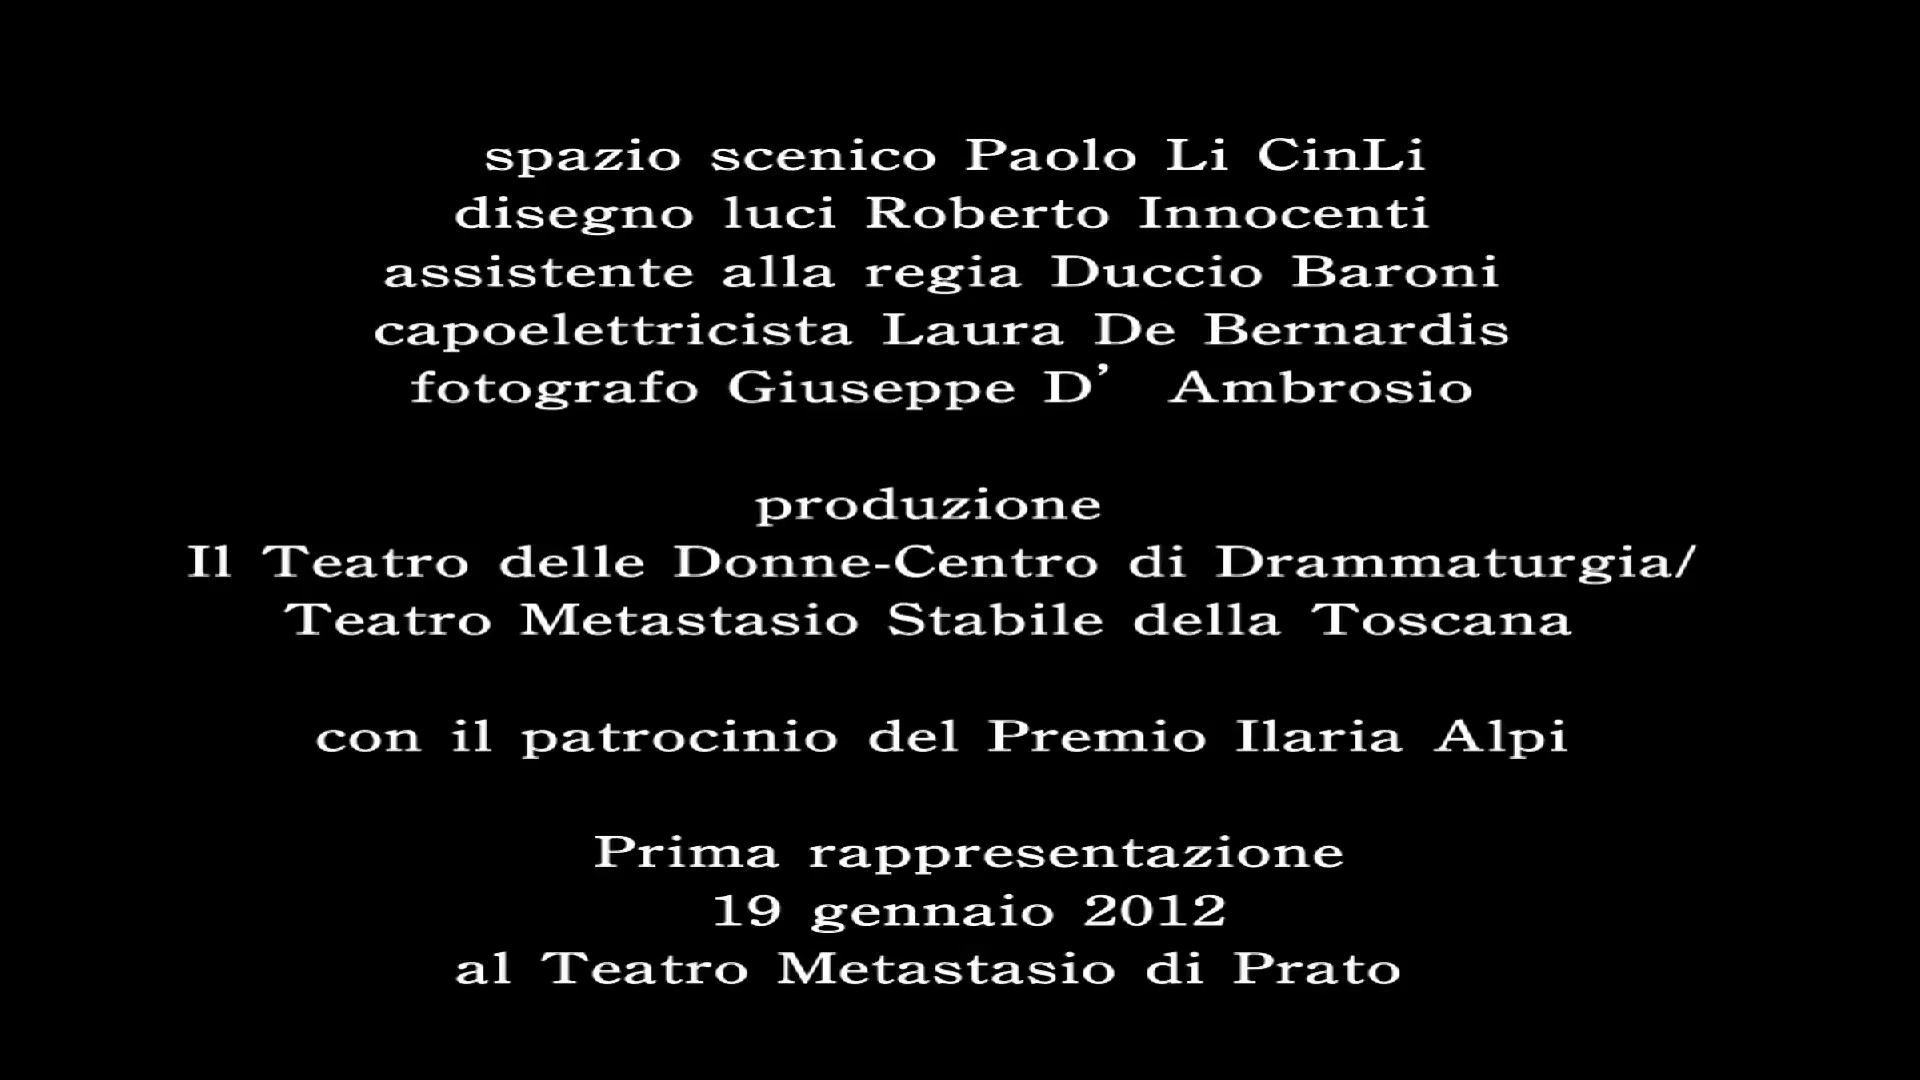 spazio scenico Paolo Li CinLi
disegno luci Roberto Innocenti
assistente alla regia Duccio Baroni
capoelettricista Laura De Bernardis
fotografo Giuseppe D’ Ambrosio
produzione
Il Teatro delle Donne-Centro di Drammaturgia/
Teatro Metastasio Stabile della Toscana
con il patrocinio del Premio Ilaria Alpi
Prima rappresentazione
19 gennaio 2012
al Teatro Metastasio di Prato